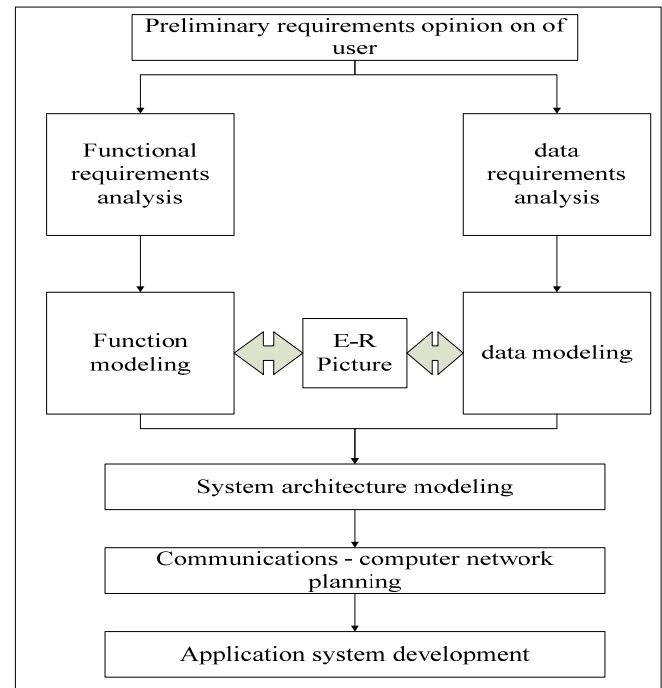 Preliminary requirements opinion on of
user
Functional
requirements
analysis
data
requirements
analysis
Function
modeling
E-R
Picture
data modeling
System architecture modeling
Communications - computer network
planning
Application system development